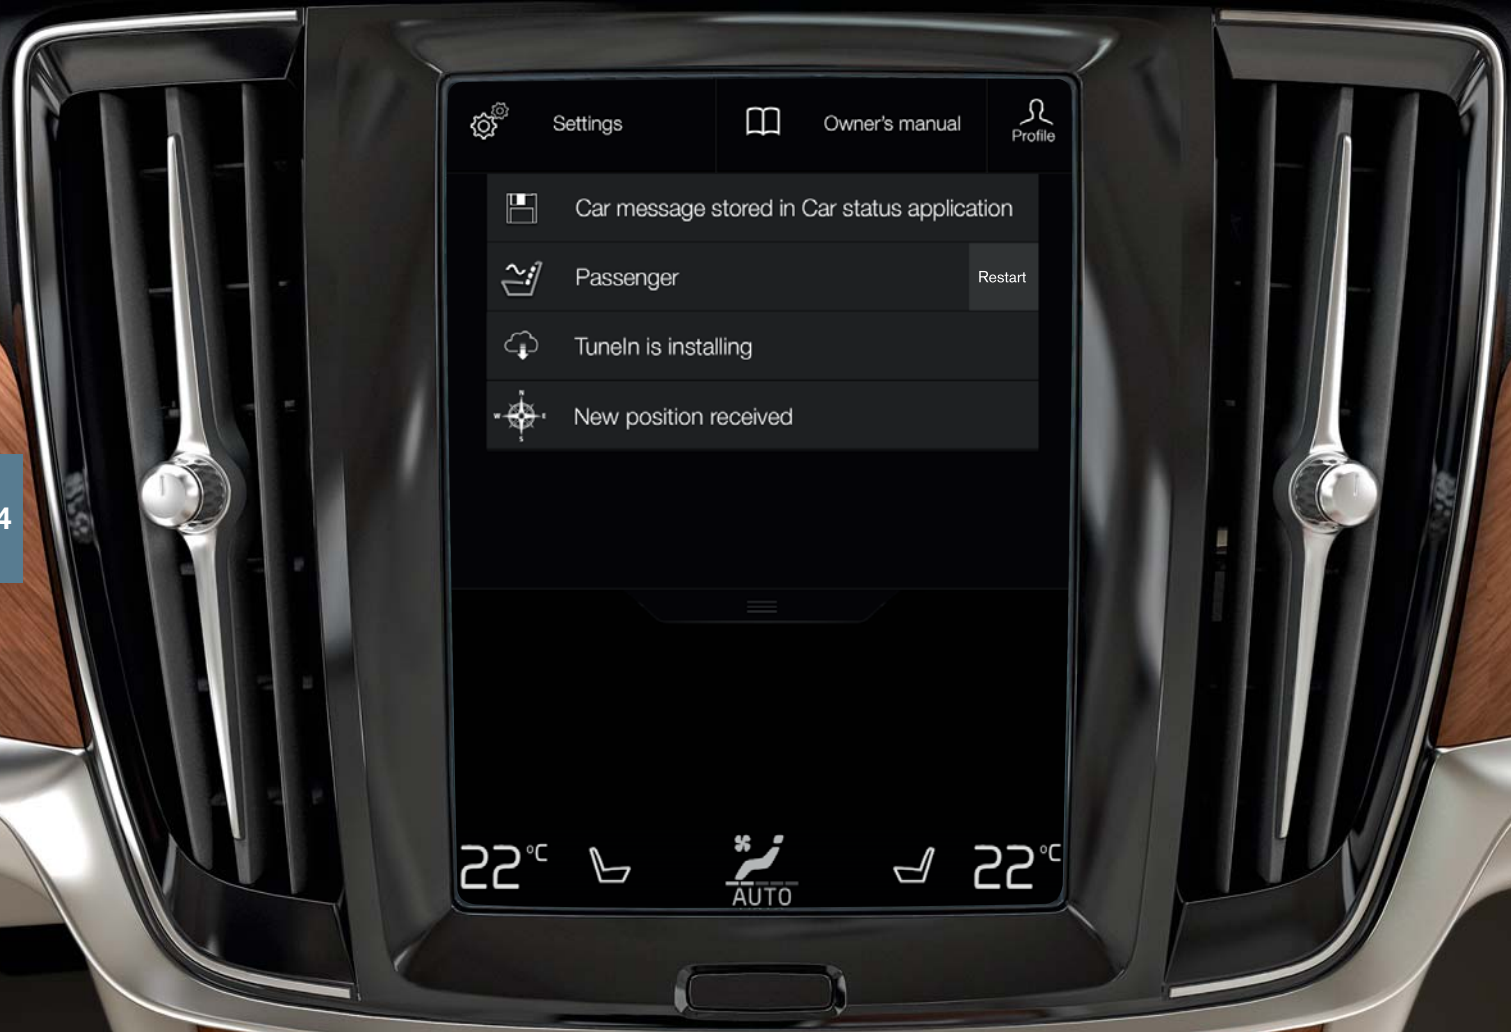 Settings
Owner's manual
Profile
Car message stored in Car status application
Passenger
Restart
TuneIn is installing
N
W E
S
New position received
4
22°C
22°C
AUTO